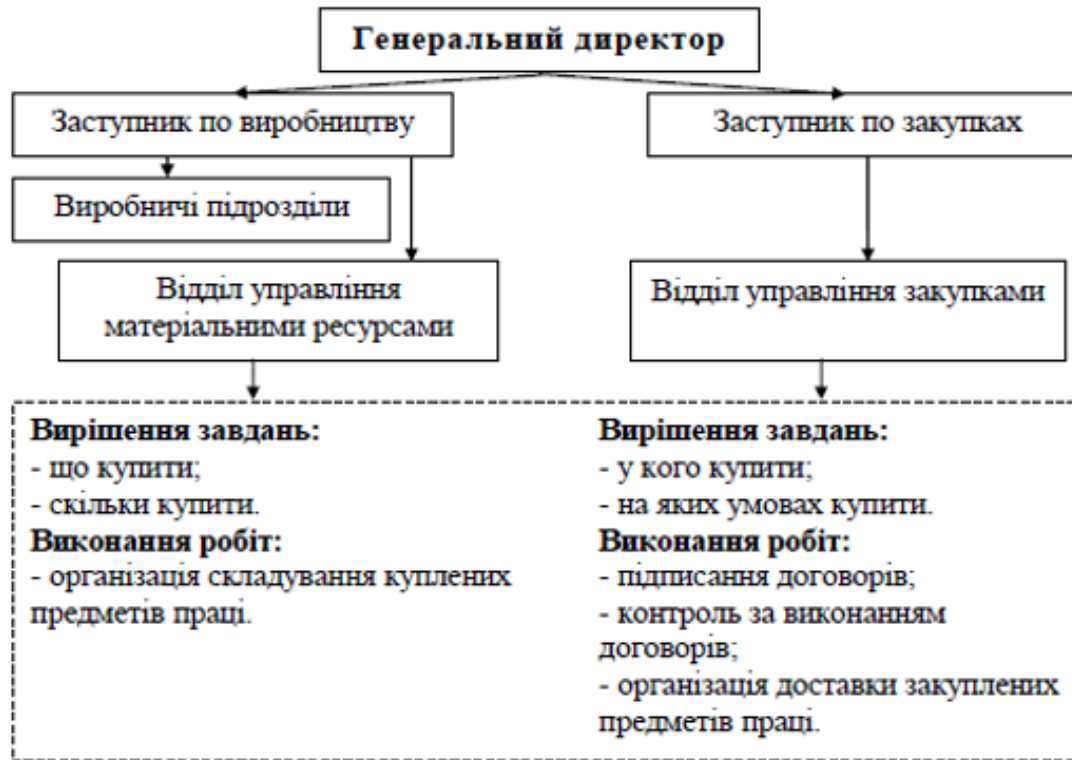 Генеральний директор
Заступник по виробництву
Заступник по закупках
Виробничі підрозділи
Відділ управління
матеріальними ресурсами
Відділ управління закупками
Вирішення завдань:
- що купити;
- скільки купити.
Виконання робіт:
- організація складування куплених
предметів праці.
Вирішення завдань:
- у кого купити;
- на яких умовах купити.
Виконання робіт:
- підписання договорів;
- контроль за виконанням
договорів;
- організація доставки закуплених
предметів праці.